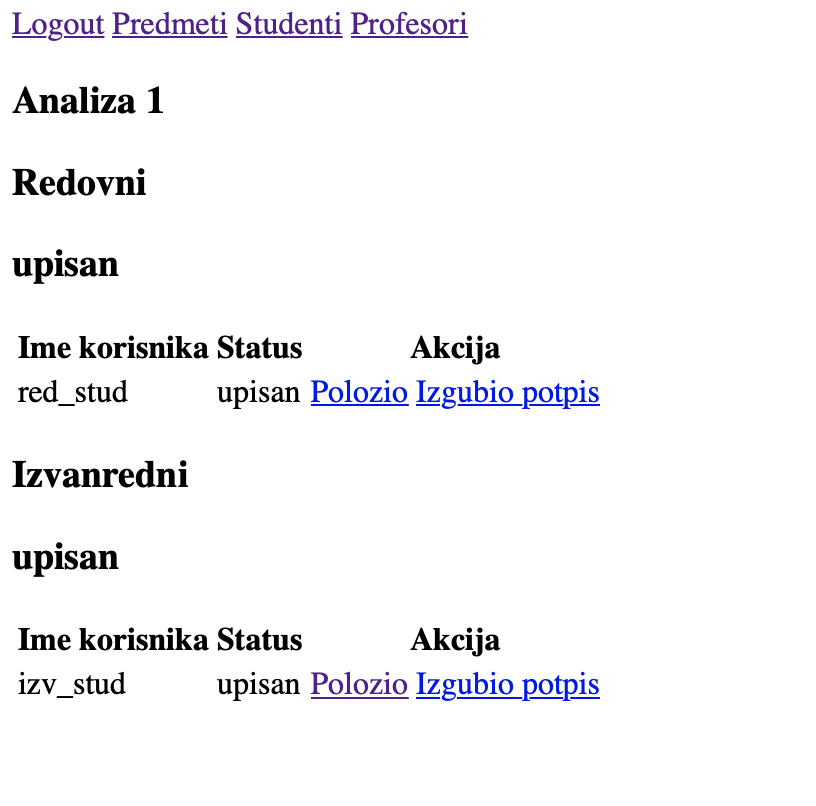 Logout Predmeti Studenti Profesori
Analiza 1
Redovni
upisan
Ime korisnika Status Akcija
red_stud upisan Polozio Izgubio potpis
Izvanredni
upisan
Ime korisnika Status Akcija
izv_stud upisan Polozio Izgubio potpis